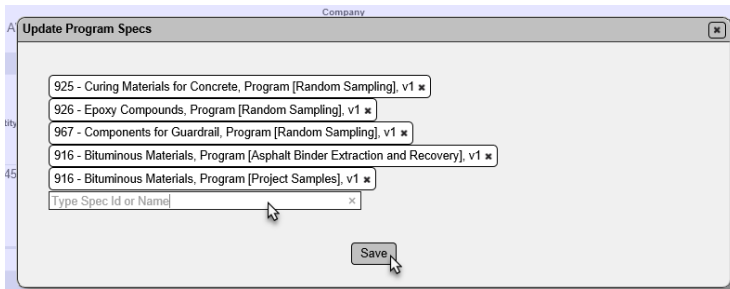 Company
A
Update Program Specs
925 - Curing Materials for Concrete, Program [Random Sampling], v1
926 - Epoxy Compounds, Program [Random Sampling], v1
tity
967 - Components for Guardrail, Program [Random Sampling], v1
916 - Bituminous Materials, Program [Asphalt Binder Extraction and Recovery], v1
45
916 - Bituminous Materials, Program [Project Samples], v1
Type Spec Id or Name
Save